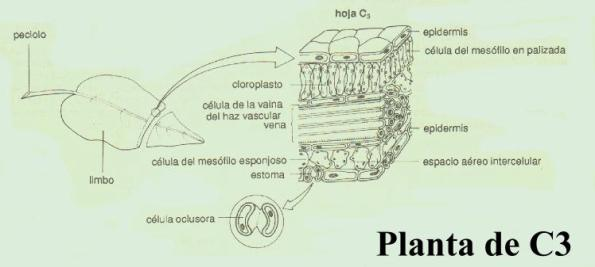 hoja C3
pecíolo
epidermis
célula del mesófilo en palizada
cloroplasto
célula de la vaina
del haz vascular
vena
epidermis
célula del mesófilo esponjoso
espacio aéreo intercelular
estoma
limbo
célula oclusora
Planta de C3